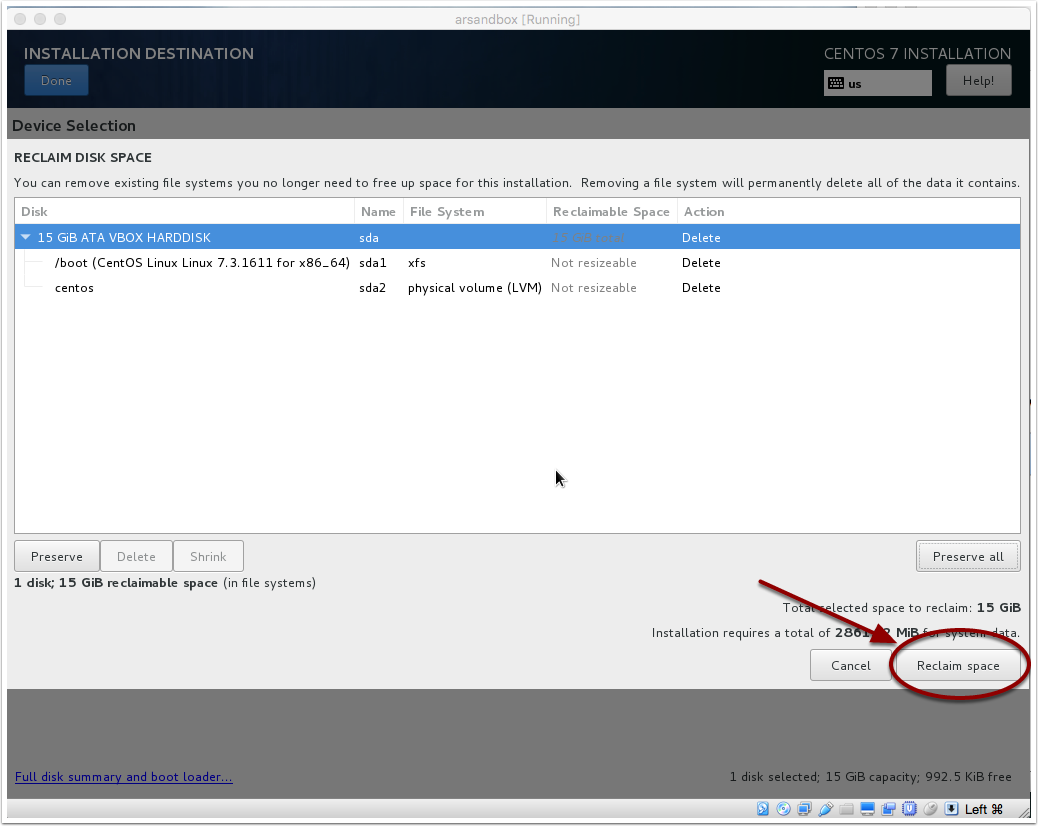 arsandbox [Running]
INSTALLATION DESTINATION
CENTOS 7 INSTALLATION
Done
us
Help!
Device Selection
RECLAIM DISK SPACE
You can remove existing file systems you no longer need to free up space for this installation. Removing a file system will permanently delete all of the data it contains.
Disk Name File System Reclaimable Space Action
15 GiB ATA VBOX HARDDISK sda Delete
/boot (CentOS Linux Linux 7.3.1611 for x86_64) sda1 xfs Not resizeable Delete
centos sda2 physical volume (LVM) Not resizeable Delete
Preserve Delete Shrink Preserve all
1 disk; 15 GiB reclaimable space (in file systems)
Total selected space to reclaim: 15 GiB
Installation requires a total of MiB for system data.
Cancel Reclaim space
Full disk summary and boot loader...
1 disk selected; 15 GiB capacity; 992.5 KiB free
Left ⌘